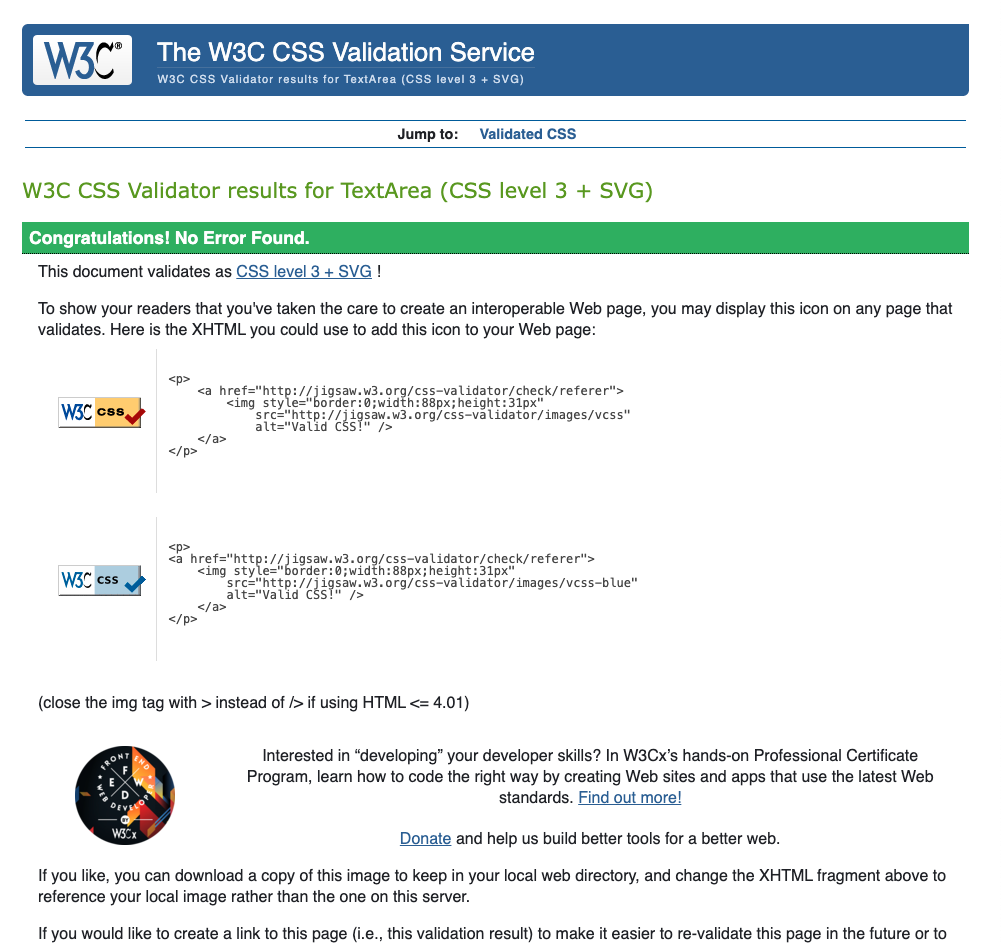 W3C®
The W3C CSS Validation Service
W3C CSS Validator results for TextArea (CSS level 3 + SVG)
Jump to: Validated CSS
W3C CSS Validator results for TextArea (CSS level 3 + SVG)
Congratulations! No Error Found.
This document validates as CSS level 3 + SVG !
To show your readers that you've taken the care to create an interoperable Web page, you may display this icon on any page that
validates. Here is the XHTML you could use to add this icon to your Web page:
W3C css
<p>
    <a href="http://jigsaw.w3.org/css-validator/check/referer">
        <img style="border:0;width:88px;height:31px"
            src="http://jigsaw.w3.org/css-validator/images/vcss"
            alt="Valid CSS!" />
    </a>
</p>
W3C css
<p>
<a href="http://jigsaw.w3.org/css-validator/check/referer">
    <img style="border:0;width:88px;height:31px"
        src="http://jigsaw.w3.org/css-validator/images/vcss-blue"
        alt="Valid CSS!" />
    </a>
</p>
(close the img tag with > instead of /> if using HTML <= 4.01)
FRONT END
F
E W
D
WEB DEVELOPER
BY
W3Cx
Interested in “developing” your developer skills? In W3Cx’s hands-on Professional Certificate
Program, learn how to code the right way by creating Web sites and apps that use the latest Web
standards. Find out more!
Donate and help us build better tools for a better web.
If you like, you can download a copy of this image to keep in your local web directory, and change the XHTML fragment above to
reference your local image rather than the one on this server.
If you would like to create a link to this page (i.e., this validation result) to make it easier to re-validate this page in the future or to